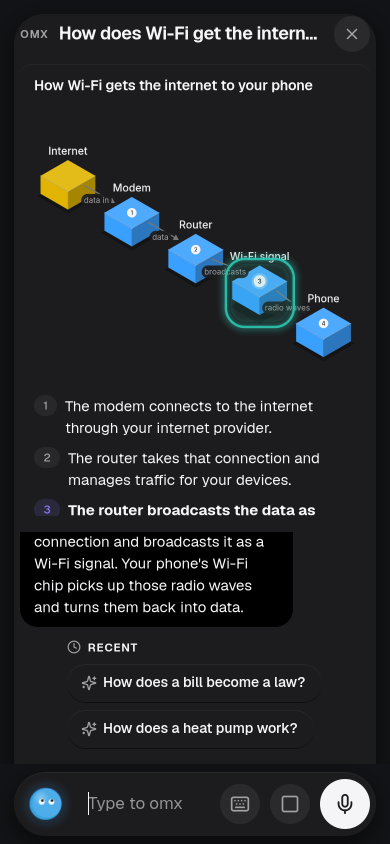 OMX How does Wi-Fi get the intern...
How Wi-Fi gets the internet to your phone
Internet
data in
Modem
1
data
Router
2
broadcasts
Wi-Fi signal
3
radio waves
Phone
4
1 The modem connects to the internet
through your internet provider.
2 The router takes that connection and
manages traffic for your devices.
3 The router broadcasts the data as
connection and broadcasts it as a
Wi-Fi signal. Your phone's Wi-Fi
chip picks up those radio waves
and turns them back into data.
RECENT
How does a bill become a law?
How does a heat pump work?
Type to omx